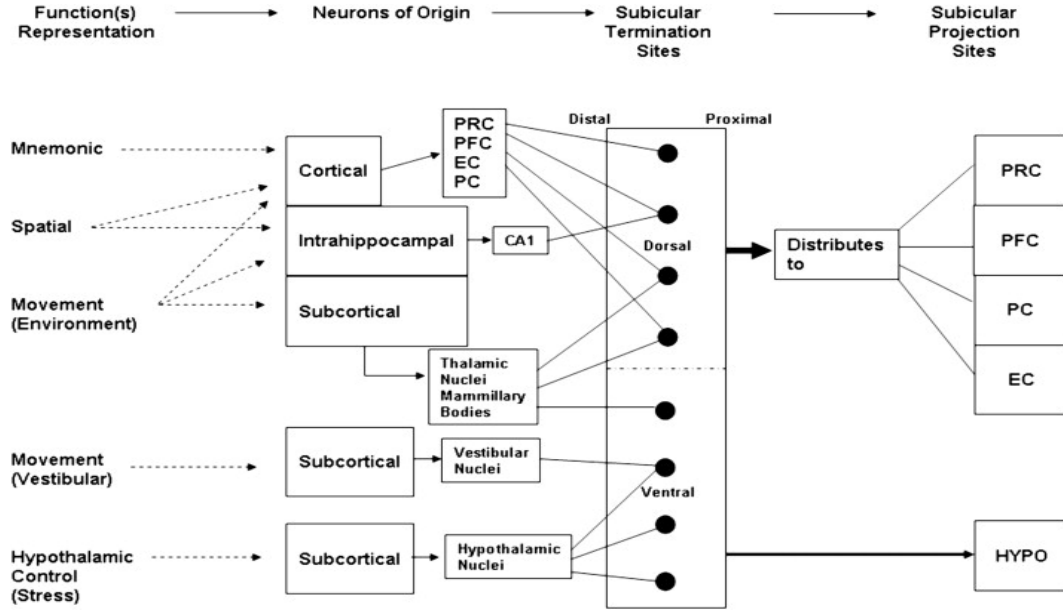 Function(s)
Representation
Neurons of Origin
Subicular
Termination
Sites
Subicular
Projection
Sites
Distal
Proximal
Mnemonic
Cortical
PRC
PFC
EC
PC
PRC
Spatial
Intrahippocampal
CA1
Dorsal
Distributes
to
PFC
Movement
(Environment)
Subcortical
PC
Thalamic
Nuclei
Mammillary
Bodies
EC
Movement
(Vestibular)
Subcortical
Vestibular
Nuclei
Ventral
Hypothalamic
Control
(Stress)
Subcortical
Hypothalamic
Nuclei
HYPO